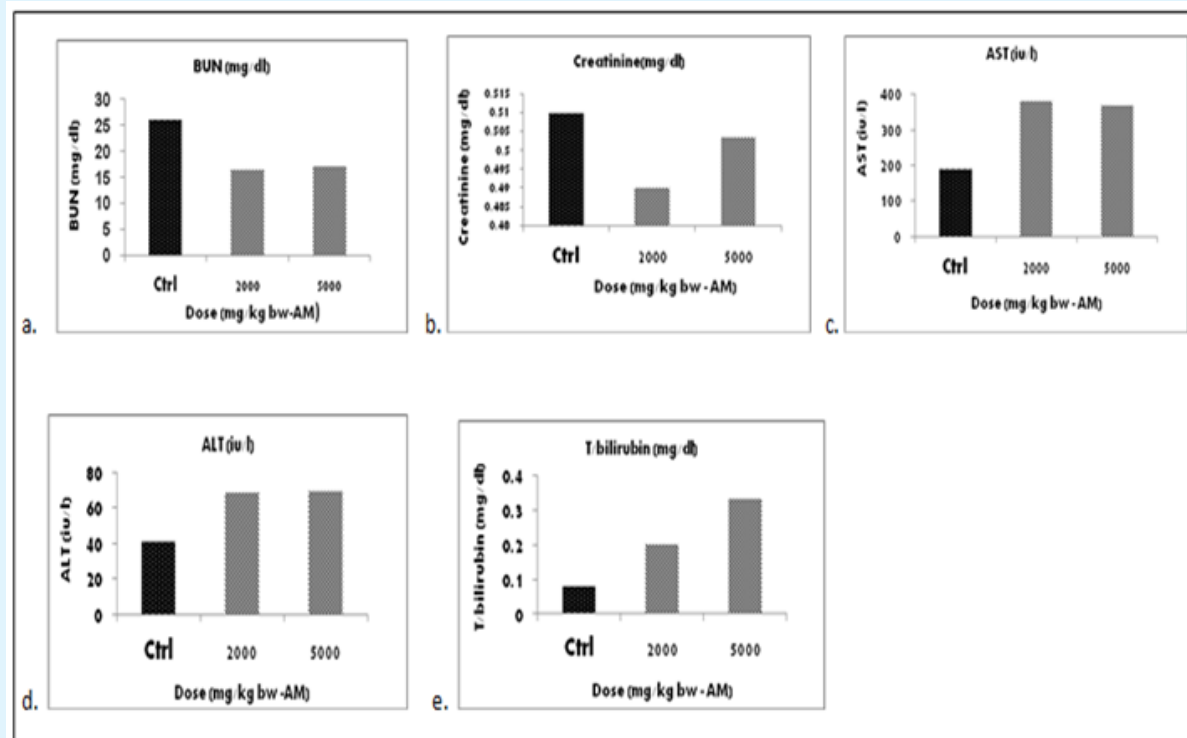 BUN (mg/dl)
BUN (mg/dl)
30
25
20
15
10
5
0
Ctrl 2000 5000
Dose (mg/kg bw-AM)
a.
Creatinine(mg/dl)
Creatinine (mg/dl)
0.515
0.51
0.505
0.5
0.495
0.49
0.485
0.48
Ctrl 2000 5000
Dose (mg/kg bw - AM)
b.
AST(iu/l)
AST (iu/l)
400
300
200
100
0
Ctrl 2000 5000
Dose (mg/kg bw -AM)
c.
ALT(iu/l)
ALT (iu/l)
80
60
40
20
0
Ctrl 2000 5000
Dose (mg/kg bw -AM)
d.
T/bilirubin (mg/dl)
T/bilirubin (mg/dl)
0.4
0.3
0.2
0.1
0
Ctrl 2000 5000
Dose (mg/kg bw -AM)
e.